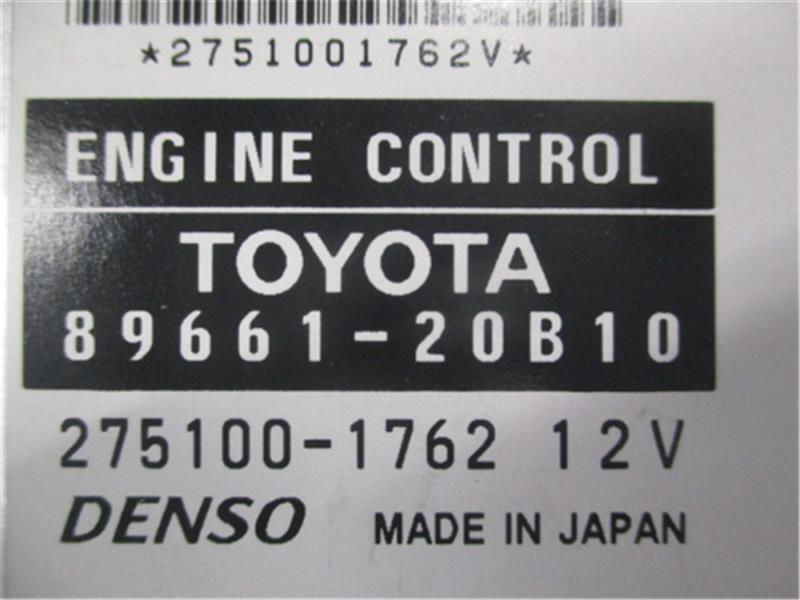 *2751001762V*
ENGINE CONTROL
TOYOTA
89661-20B10
275100-1762 12V
DENSO MADE IN JAPAN